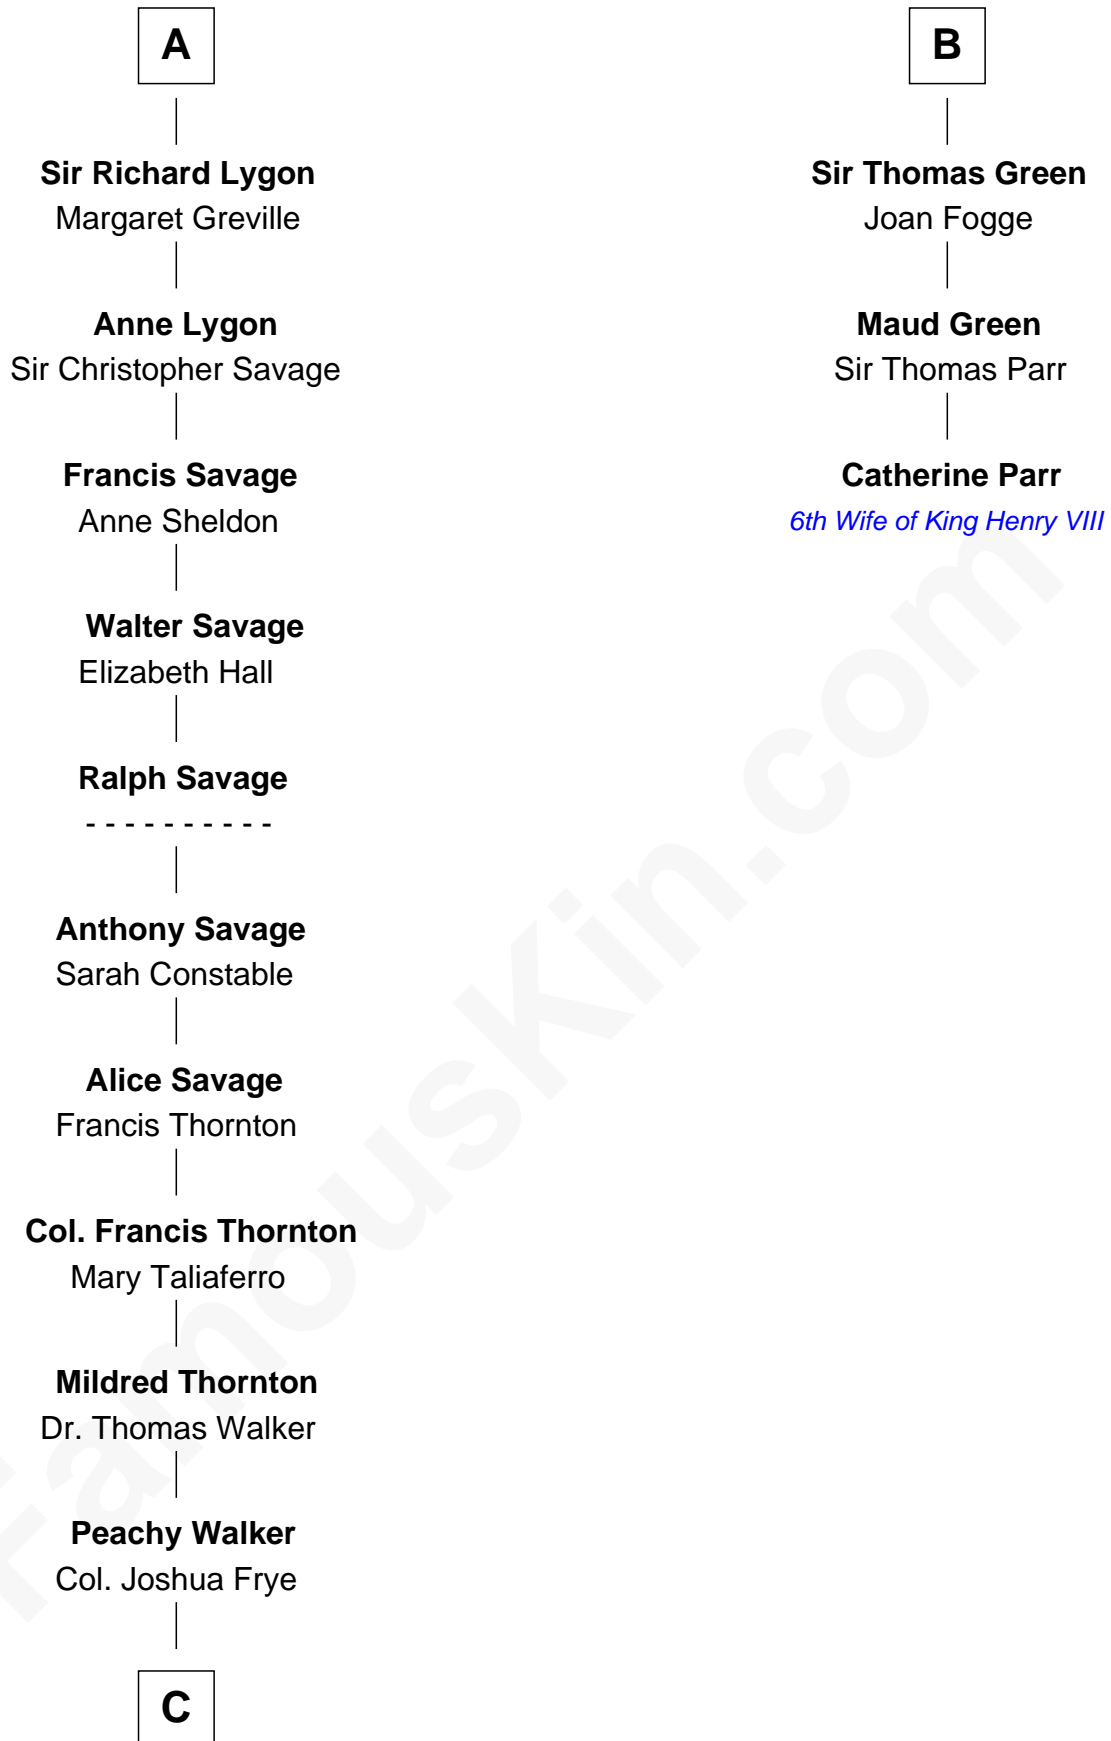 A
Sir Richard Lygon
Margaret Greville
Anne Lygon
Sir Christopher Savage
Francis Savage
Anne Sheldon
Walter Savage
Elizabeth Hall
Ralph Savage
- - - - - - - - - -
Anthony Savage
Sarah Constable
Alice Savage
Francis Thornton
Col. Francis Thornton
Mary Taliaferro
Mildred Thornton
Dr. Thomas Walker
Peachy Walker
Col. Joshua Frye
C
B
Sir Thomas Green
Joan Fogge
Maud Green
Sir Thomas Parr
Catherine Parr
6th Wife of King Henry VIII
FamousKin.com